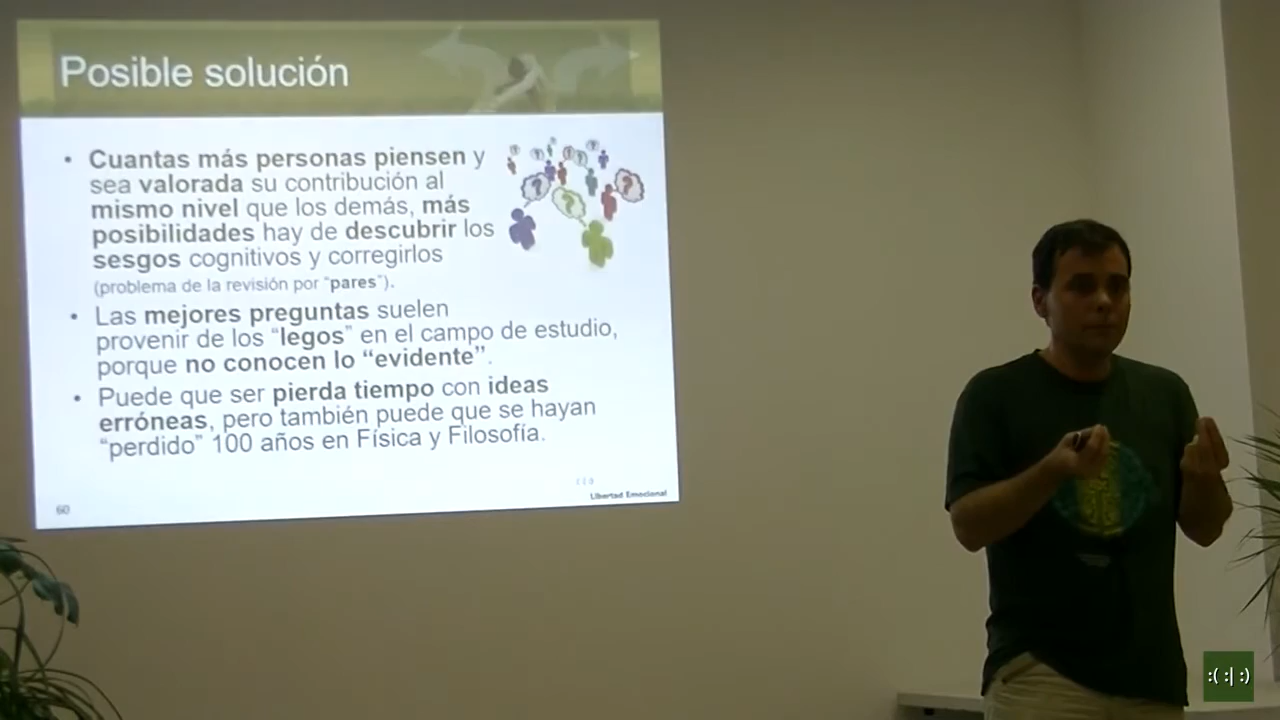 Posible solución
• Cuantas más personas piensen y
sea valorada su contribución al
mismo nivel que los demás, más
posibilidades hay de descubrir los
sesgos cognitivos y corregirlos
(problema de la revisión por “pares”).
• Las mejores preguntas suelen
provenir de los “legos” en el campo de estudio,
porque no conocen lo “evidente”.
• Puede que ser pierda tiempo con ideas
erróneas, pero también puede que se hayan
“perdido” 100 años en Física y Filosofía.
60
Libertad Emocional
:( :| :)